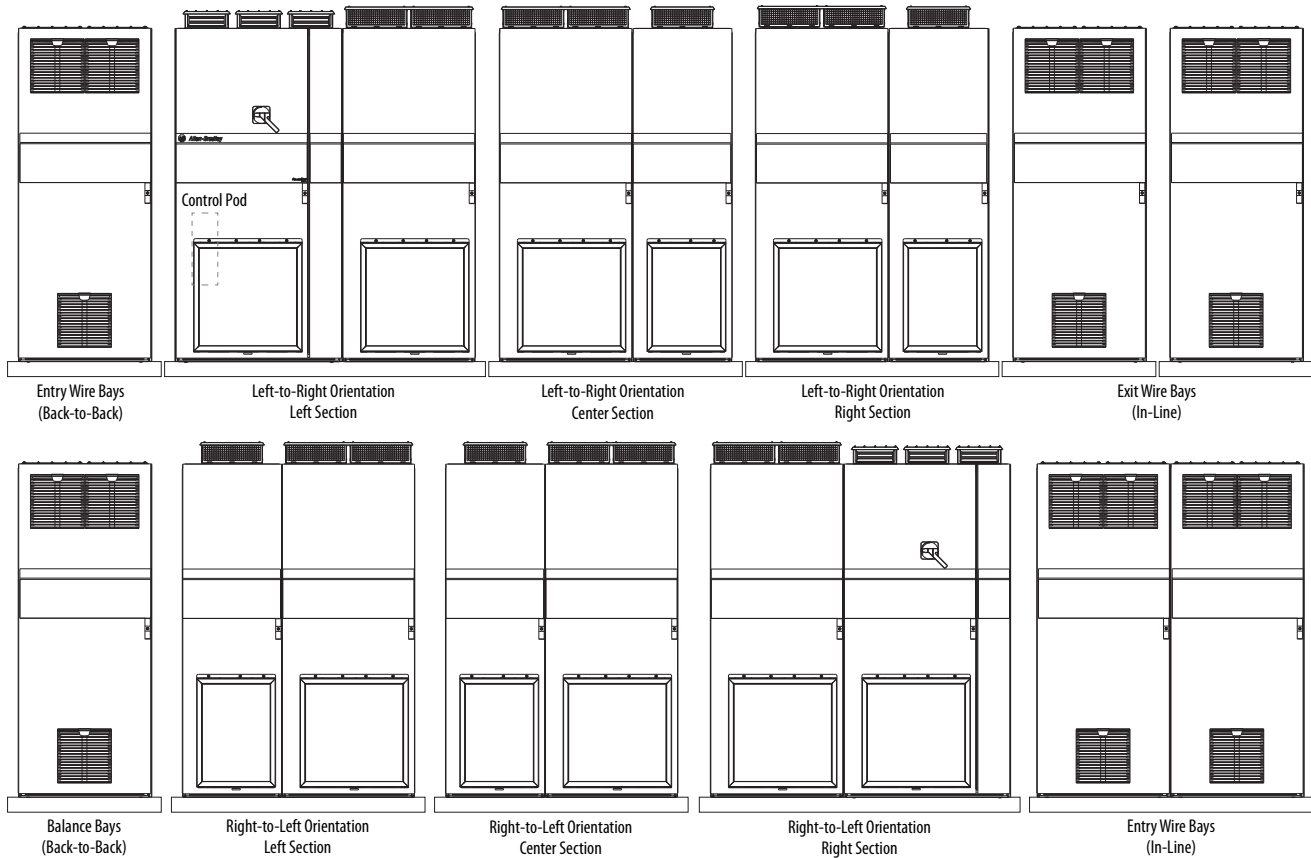 Allen-Bradley
Control Pod
Entry Wire Bays
(Back-to-Back)
Left-to-Right Orientation
Left Section
Left-to-Right Orientation
Center Section
Left-to-Right Orientation
Right Section
Exit Wire Bays
(In-Line)
Balance Bays
(Back-to-Back)
Right-to-Left Orientation
Left Section
Right-to-Left Orientation
Center Section
Right-to-Left Orientation
Right Section
Entry Wire Bays
(In-Line)